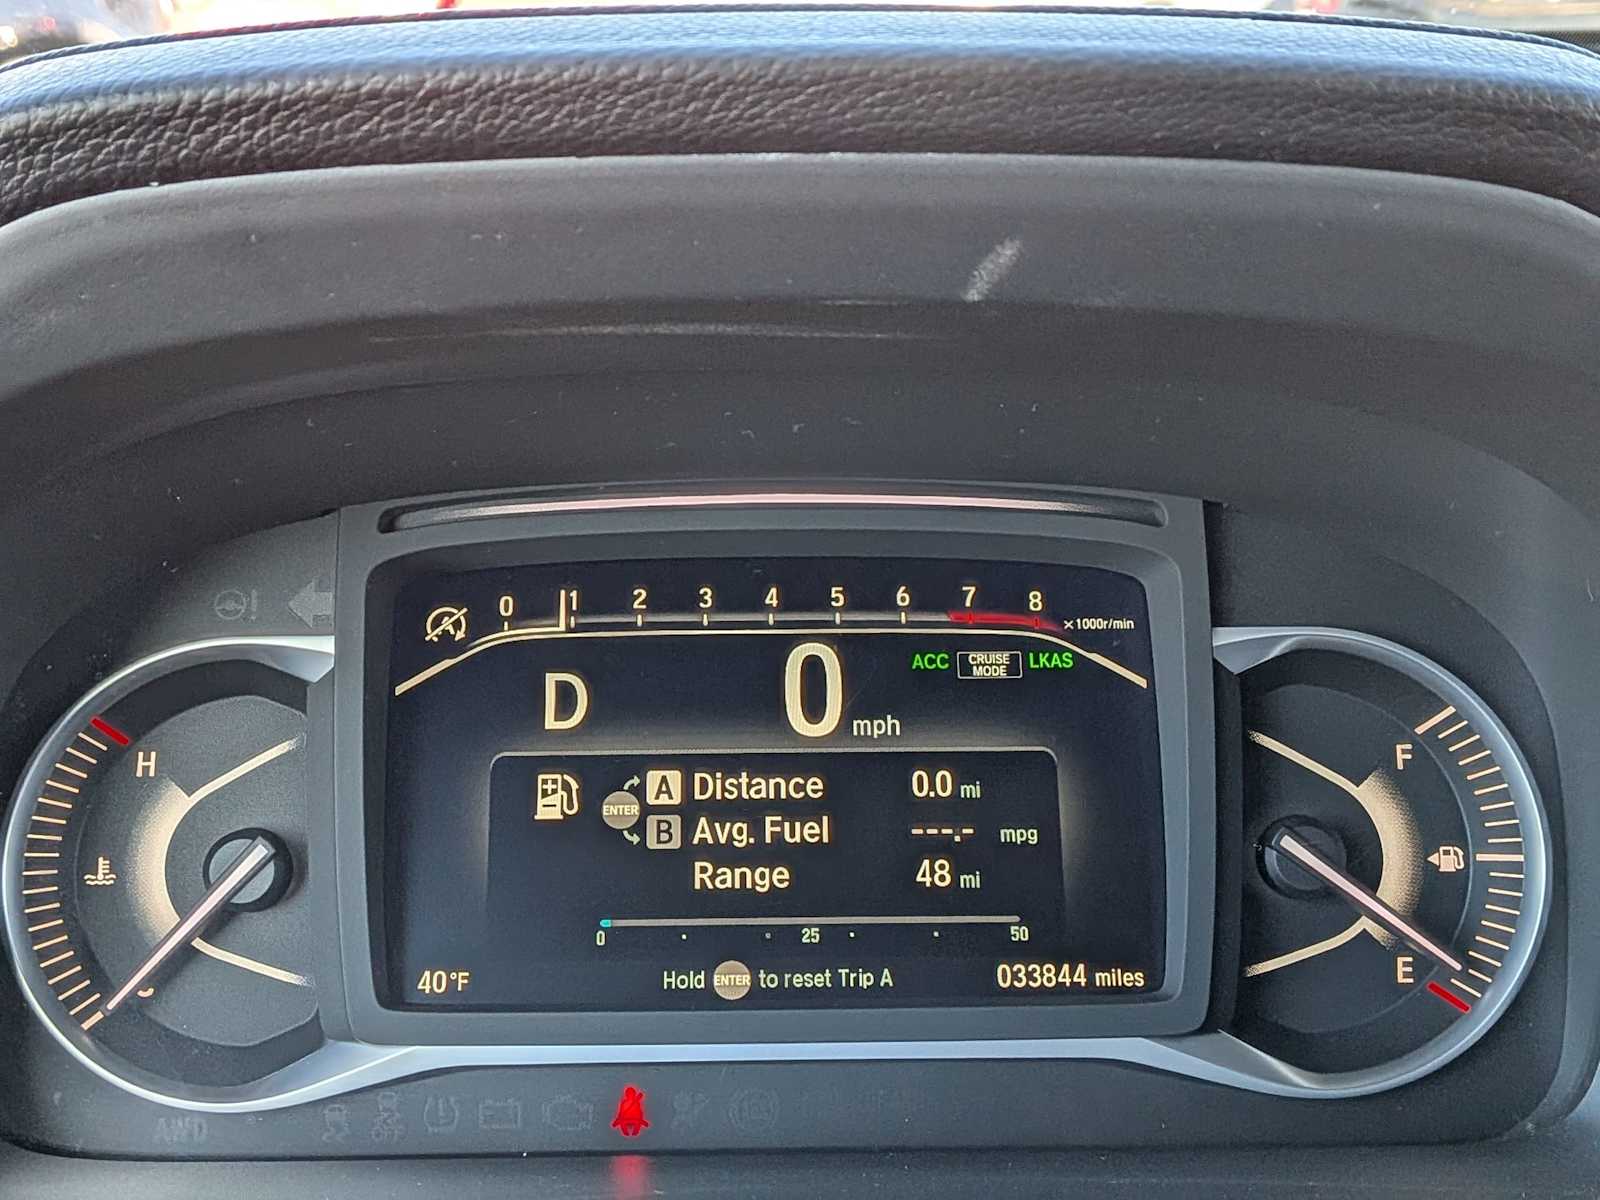 0 1 2 3 4 5 6 7 8 ×1000r/min
ACC CRUISE MODE LKAS
D 0 mph
H
F
A Distance 0.0 mi
ENTER
B Avg. Fuel ---.- mpg
Range 48 mi
0 25 50
E
40°F
Hold ENTER to reset Trip A
033844 miles
AWD
OFF